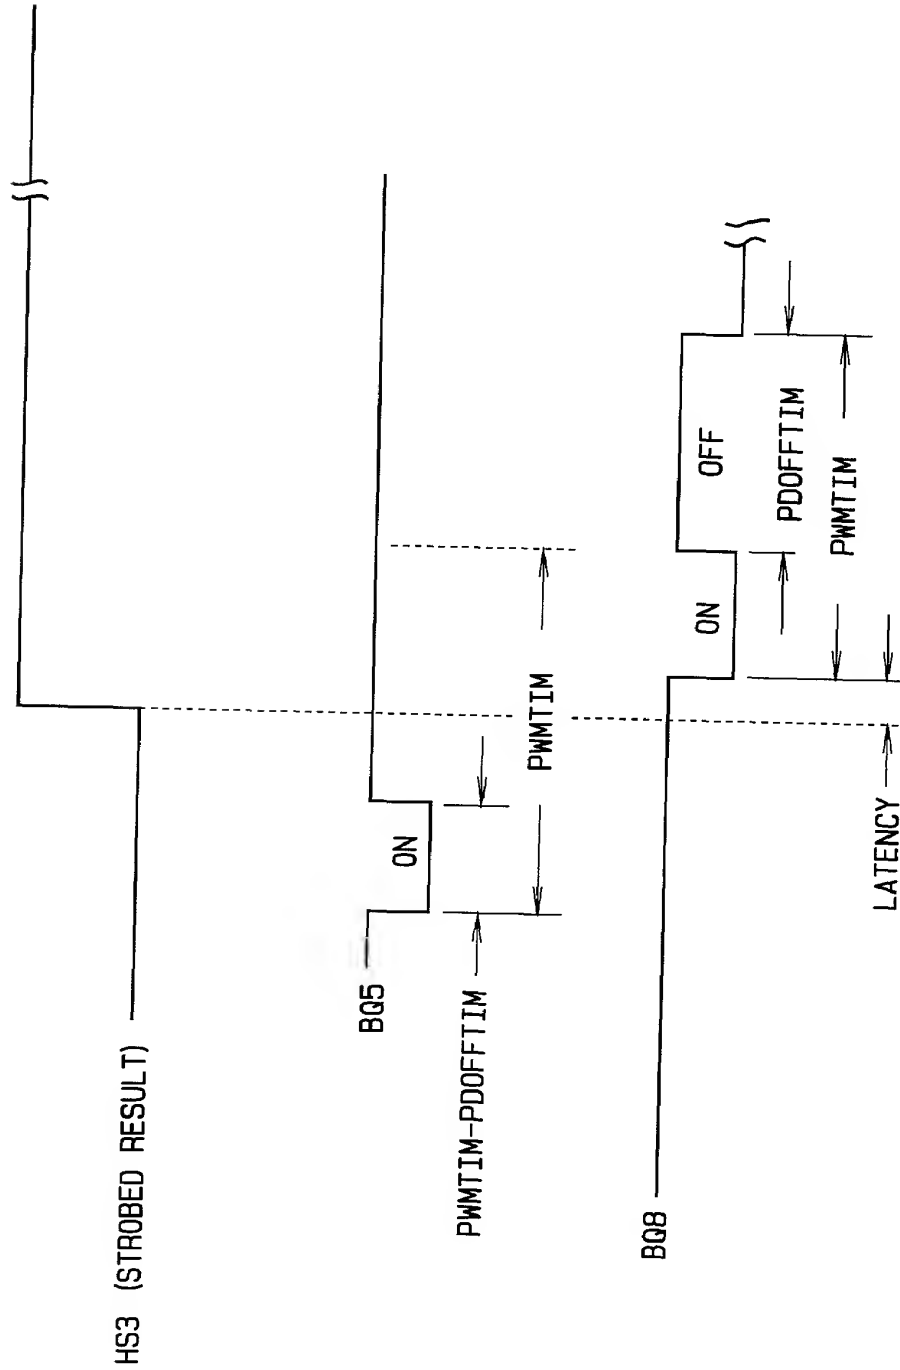 HS3 (STROBED RESULT)
BQ5
ON
PWMTIM-PDOFFTIM
PWMTIM
BQ8
ON
OFF
PDOFFTIM
PWMTIM
LATENCY